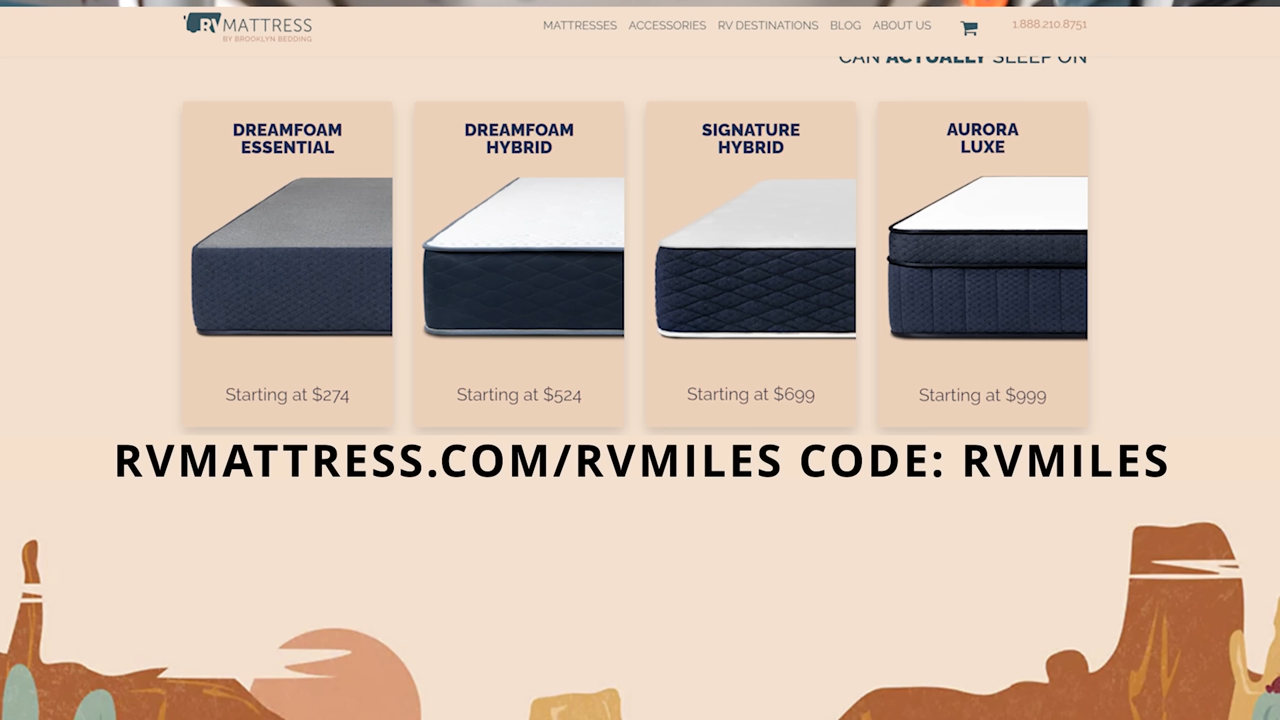 RVMATTRESS
BY BROOKLYN BEDDING
MATTRESSES ACCESSORIES RV DESTINATIONS BLOG ABOUT US 1.888.210.8751
CAN ACTUALLY SLEEP ON
DREAMFOAM
ESSENTIAL
Starting at $274
DREAMFOAM
HYBRID
Starting at $524
SIGNATURE
HYBRID
Starting at $699
AURORA
LUXE
Starting at $999
RVMATTRESS.COM/RVMILES CODE: RVMILES